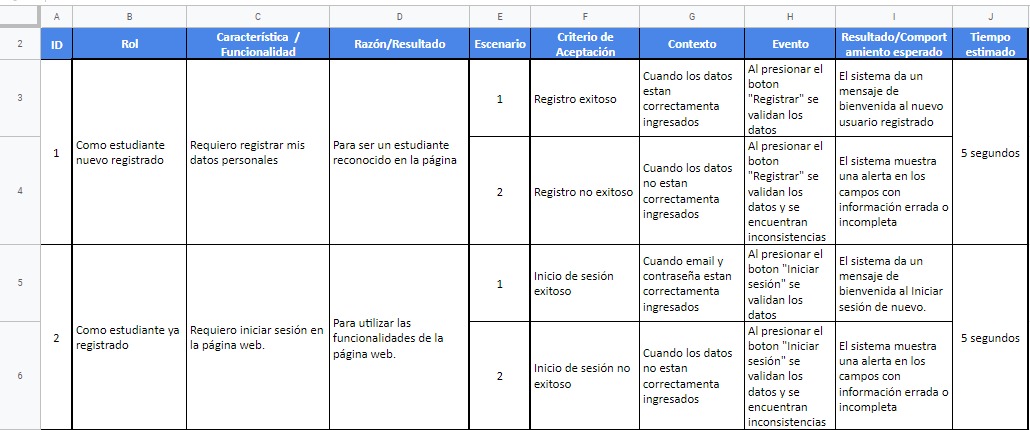 A B C D E F G H I J
2 ID Rol Característica / Funcionalidad Razón/Resultado Escenario Criterio de Aceptación Contexto Evento Resultado/Comport amiento esperado Tiempo estimado
3
1
Como estudiante
nuevo registrado
Requiero registrar mis
datos personales
Para ser un estudiante
reconocido en la página
1
Registro exitoso
Cuando los datos
estan
correctamenta
ingresados
Al presionar el
boton
"Registrar" se
validan los
datos
El sistema da un
mensaje de
bienvenida al nuevo
usuario registrado
5 segundos
4
2
Registro no exitoso
Cuando los datos
no estan
correctamenta
ingresados
Al presionar el
boton
"Registrar" se
validan los
datos y se
encuentran
inconsistencias
El sistema muestra
una alerta en los
campos con
información errada o
incompleta
5
2
Como estudiante ya
registrado
Requiero iniciar sesión en
la página web.
Para utilizar las
funcionalidades de la
página web.
1
Inicio de sesión
exitoso
Cuando email y
contraseña estan
correctamenta
ingresados
Al presionar el
boton "Iniciar
sesión" se
validan los
datos
El sistema da un
mensaje de
bienvenida al Iniciar
sesión de nuevo.
5 segundos
6
2
Inicio de sesión no
exitoso
Cuando los datos
no estan
correctamenta
ingresados
Al presionar el
boton "Iniciar
sesión" se
validan los
datos y se
encuentran
inconsistencias
El sistema muestra
una alerta en los
campos con
información errada o
incompleta